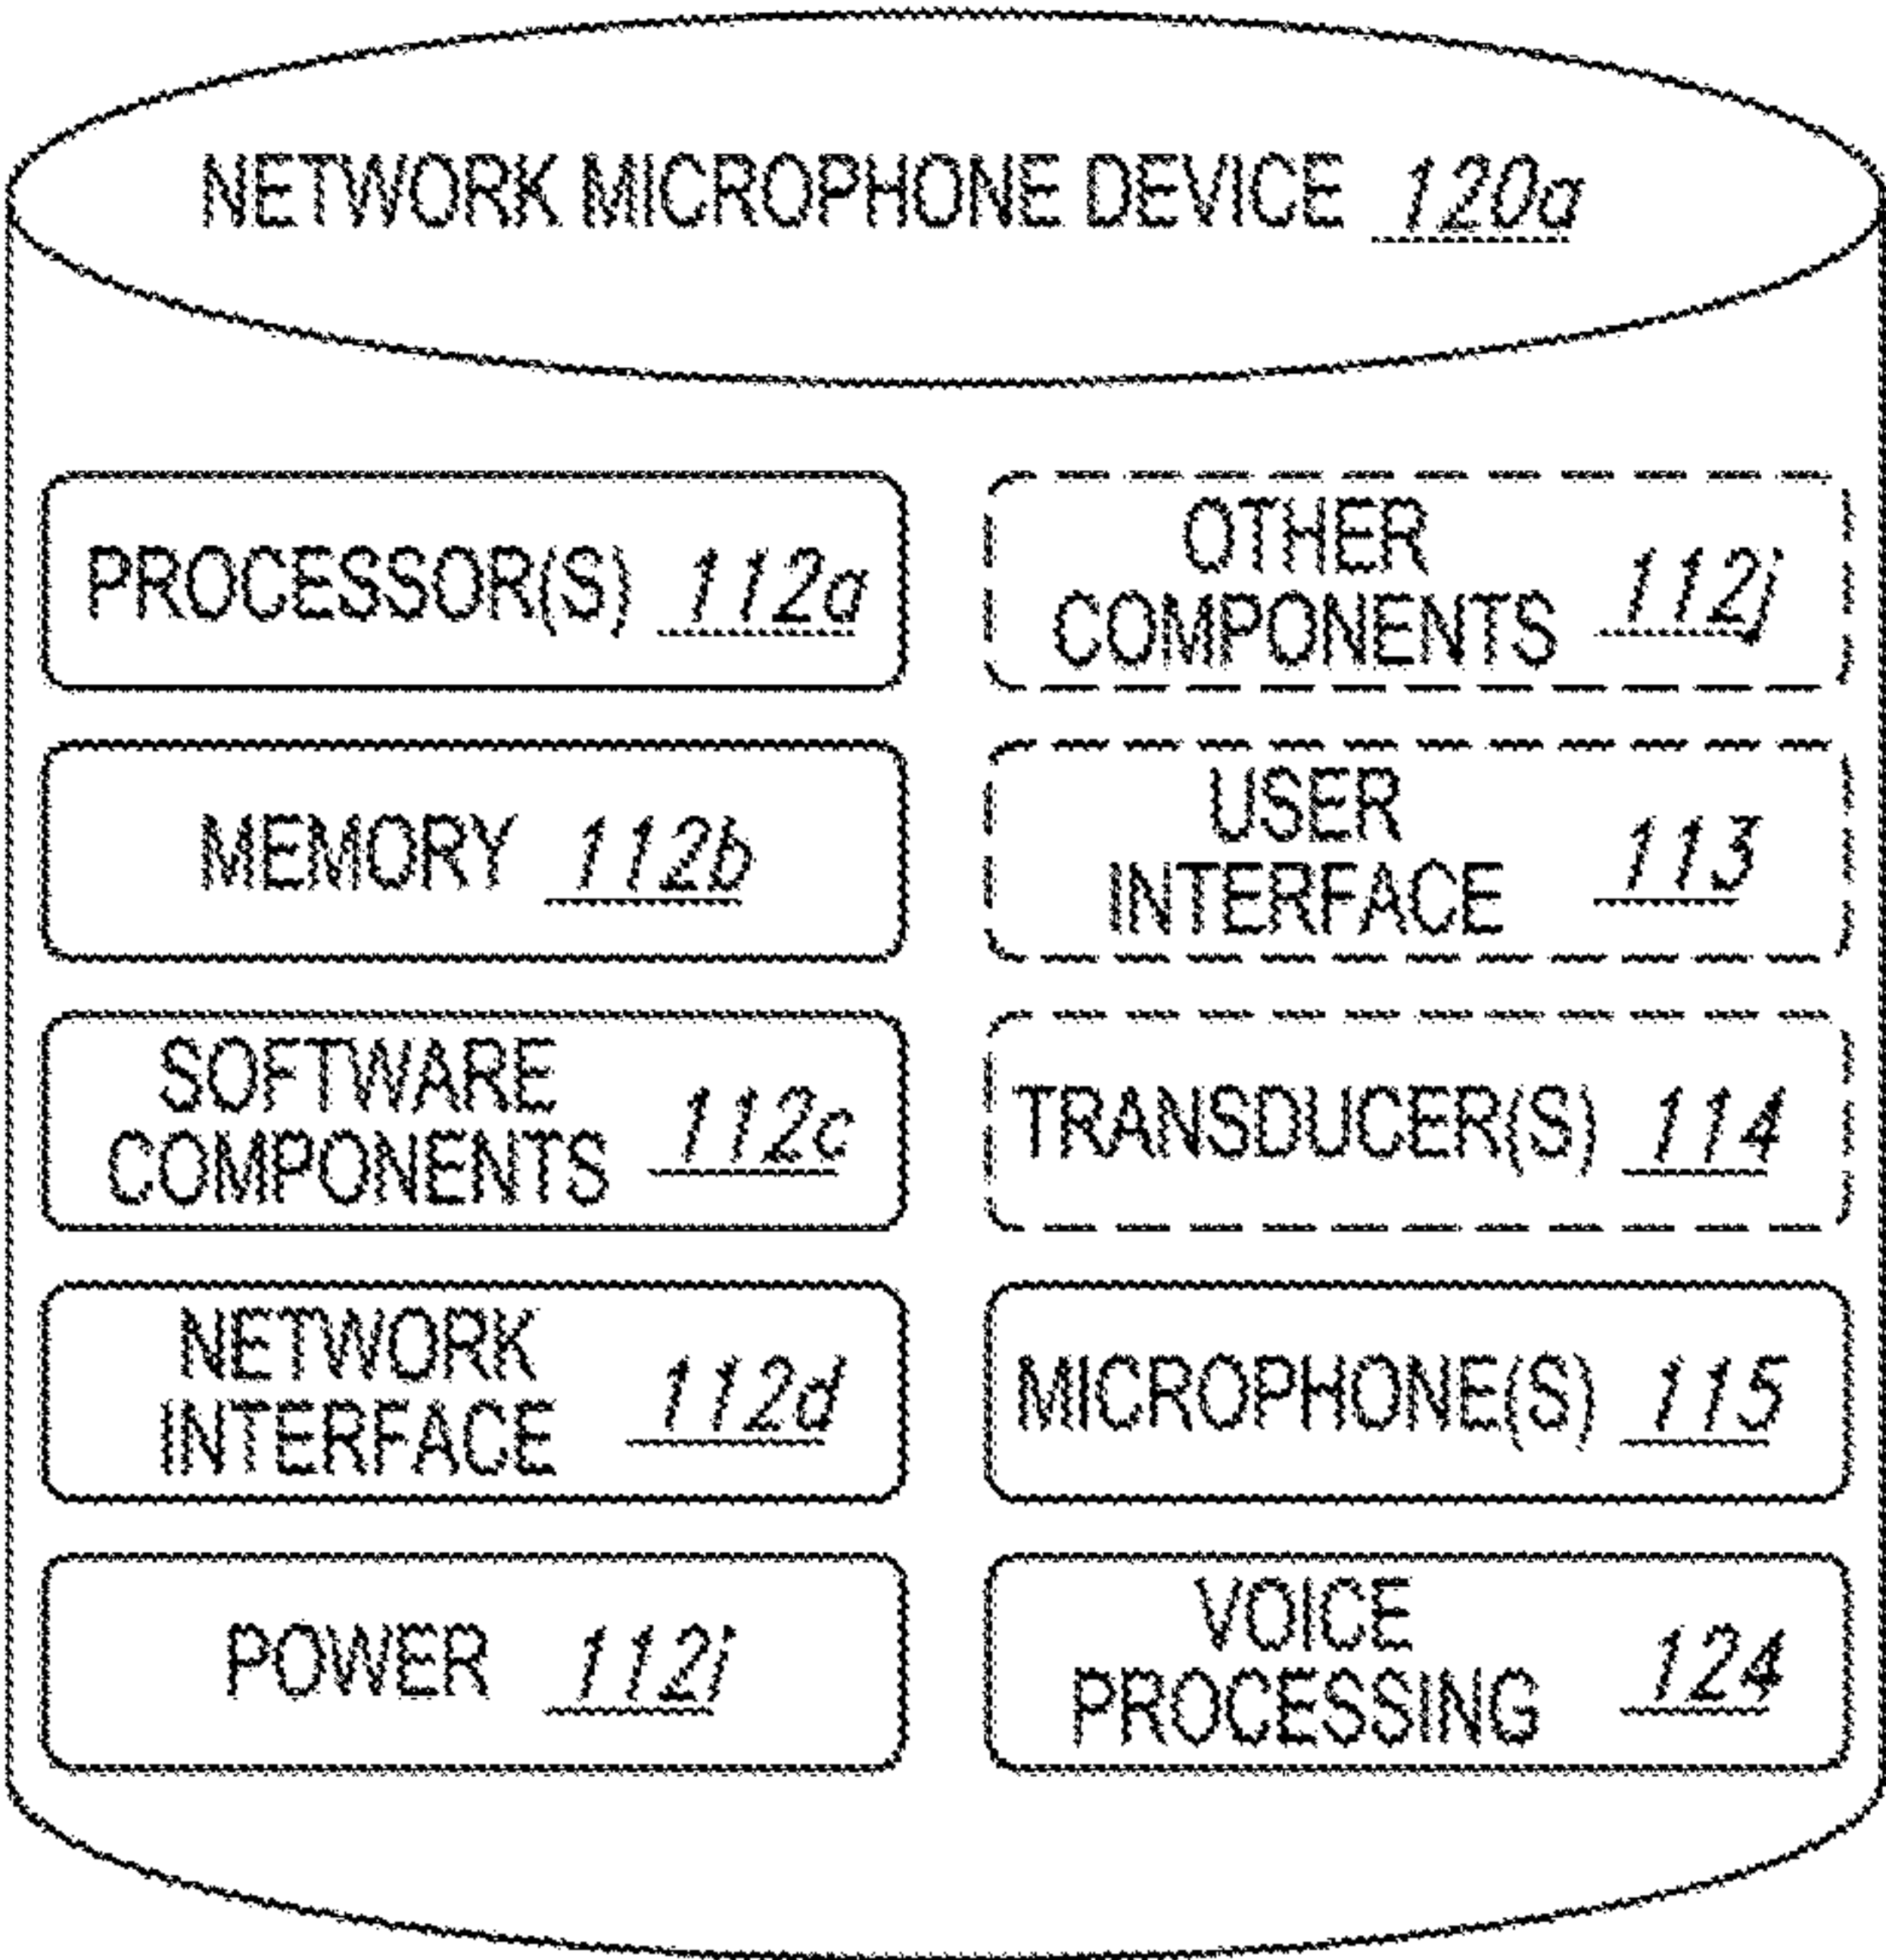 NETWORK MICROPHONE DEVICE 120a
PROCESSOR(S) 112a
MEMORY 112b
SOFTWARE
COMPONENTS 112c
NETWORK
INTERFACE 112d
POWER 112i
OTHER
COMPONENTS 112j
USER
INTERFACE 113
TRANSDUCER(S) 114
MICROPHONE(S) 115
VOICE
PROCESSING 124